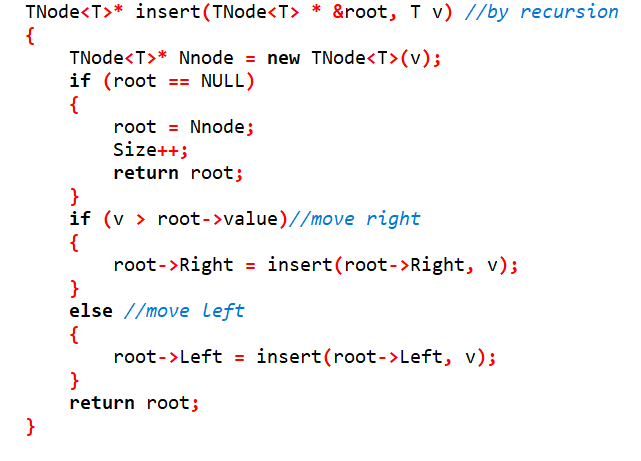 TNode<T>* insert(TNode<T> * &root, T v) //by recursion
{
    TNode<T>* Nnode = new TNode<T>(v);
    if (root == NULL)
    {
        root = Nnode;
        Size++;
        return root;
    }
    if (v > root->value)//move right
    {
        root->Right = insert(root->Right, v);
    }
    else //move Left
    {
        root->Left = insert(root->Left, v);
    }
    return root;
}